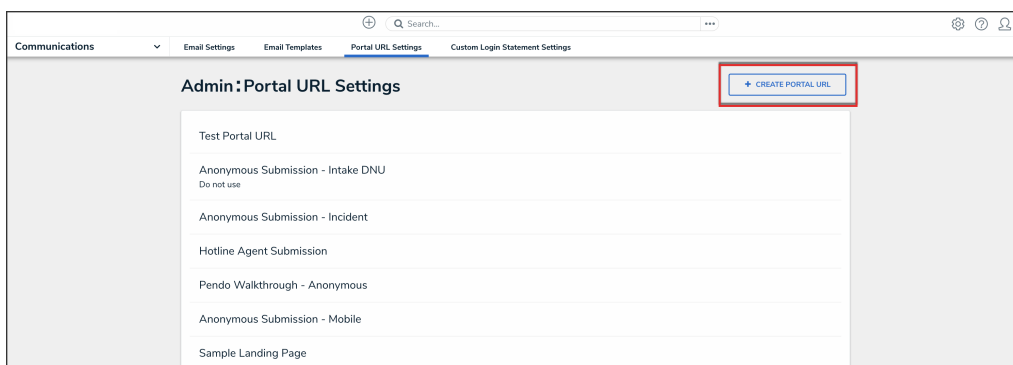 Search...
Communications
Email Settings
Email Templates
Portal URL Settings
Custom Login Statement Settings
Admin:Portal URL Settings
+ CREATE PORTAL URL
Test Portal URL
Anonymous Submission - Intake DNU
Do not use
Anonymous Submission - Incident
Hotline Agent Submission
Pendo Walkthrough - Anonymous
Anonymous Submission - Mobile
Sample Landing Page